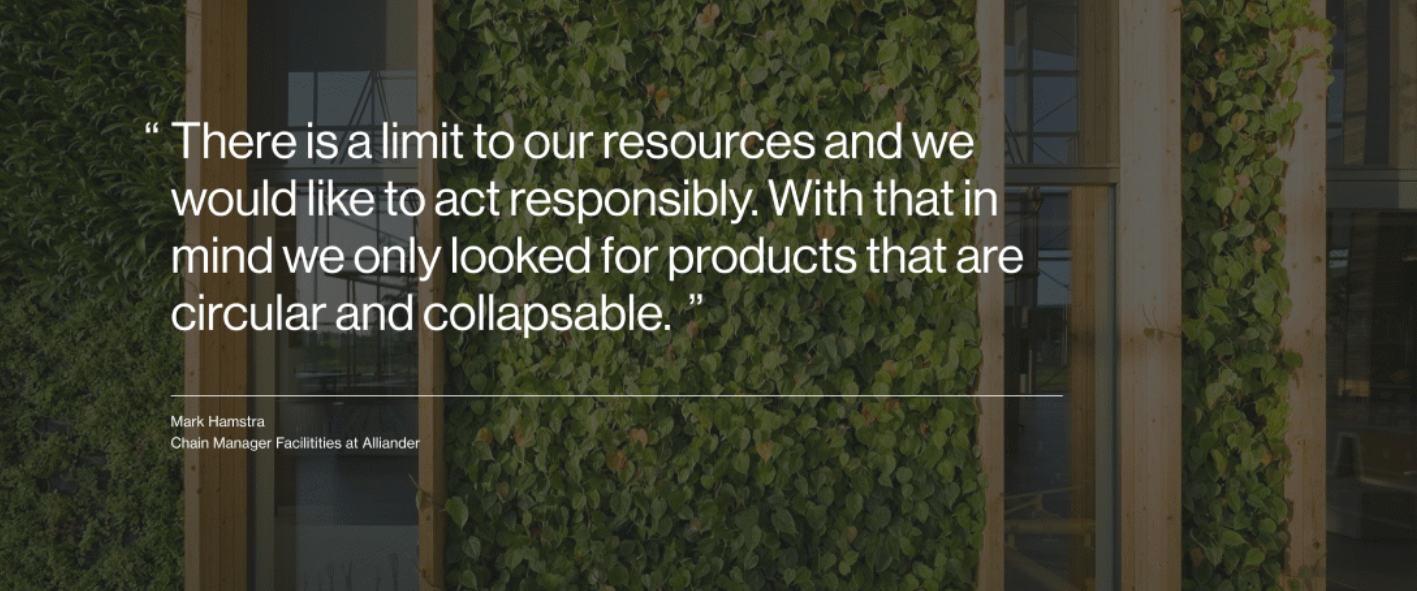 “ There is a limit to our resources and we
would like to act responsibly. With that in
mind we only looked for products that are
circular and collapsable. ”
Mark Hamstra
Chain Manager Facilitities at Alliander